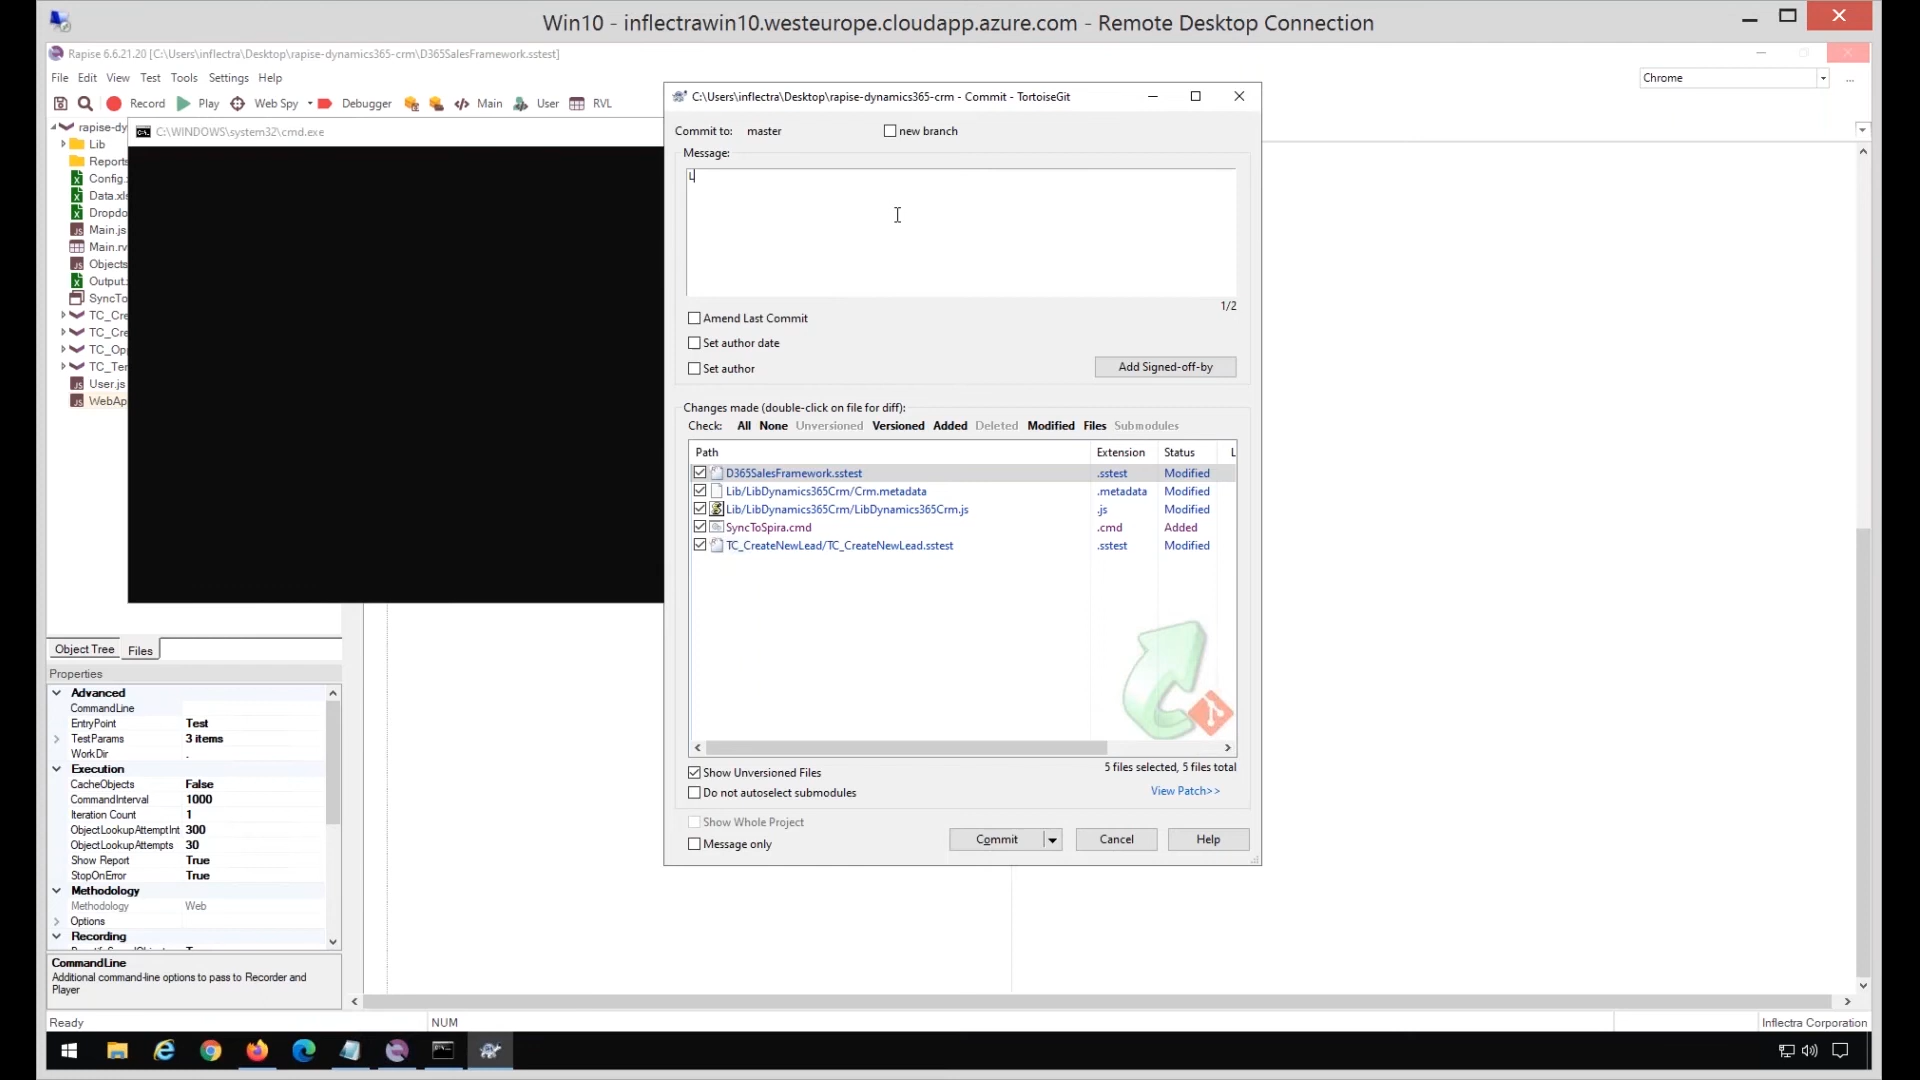 Win10 - inflectrawin10.westeurope.cloudapp.azure.com - Remote Desktop Connection
Rapise 6.6.21.20 [C:\Users\inflectra\Desktop\rapise-dynamics365-crm\D365SalesFramework.sstest]
File Edit View Test Tools Settings Help
Chrome
...
Record Play Web Spy Debugger Main User RVL
rapise-dy
Lib
Reports
Config.
Data.xls
Dropdo
Main.js
Main.rv
Objects
Output.
SyncTo
TC_Cre
TC_Cre
TC_Opp
TC_Ter
User.js
WebAp
C:\WINDOWS\system32\cmd.exe
C:\Users\inflectra\Desktop\rapise-dynamics365-crm - Commit - TortoiseGit
Commit to: master
new branch
Message:
L
1/2
Amend Last Commit
Set author date
Set author
Add Signed-off-by
Changes made (double-click on file for diff):
Check: All None Unversioned Versioned Added Deleted Modified Files Submodules
Path Extension Status L
D365SalesFramework.sstest .sstest Modified
Lib/LibDynamics365Crm/Crm.metadata .metadata Modified
Lib/LibDynamics365Crm/LibDynamics365Crm.js .js Modified
SyncToSpira.cmd .cmd Added
TC_CreateNewLead/TC_CreateNewLead.sstest .sstest Modified
Show Unversioned Files
5 files selected, 5 files total
Do not autoselect submodules
View Patch>>
Show Whole Project
Message only
Commit Cancel Help
Object Tree Files
Properties
Advanced
CommandLine
EntryPoint Test
TestParams 3 items
WorkDir .
Execution
CacheObjects False
CommandInterval 1000
Iteration Count 1
ObjectLookupAttemptInt 300
ObjectLookupAttempts 30
Show Report True
StopOnError True
Methodology
Methodology Web
Options
Recording
CommandLine
Additional command-line options to pass to Recorder and
Player
Ready
NUM
Inflectra Corporation